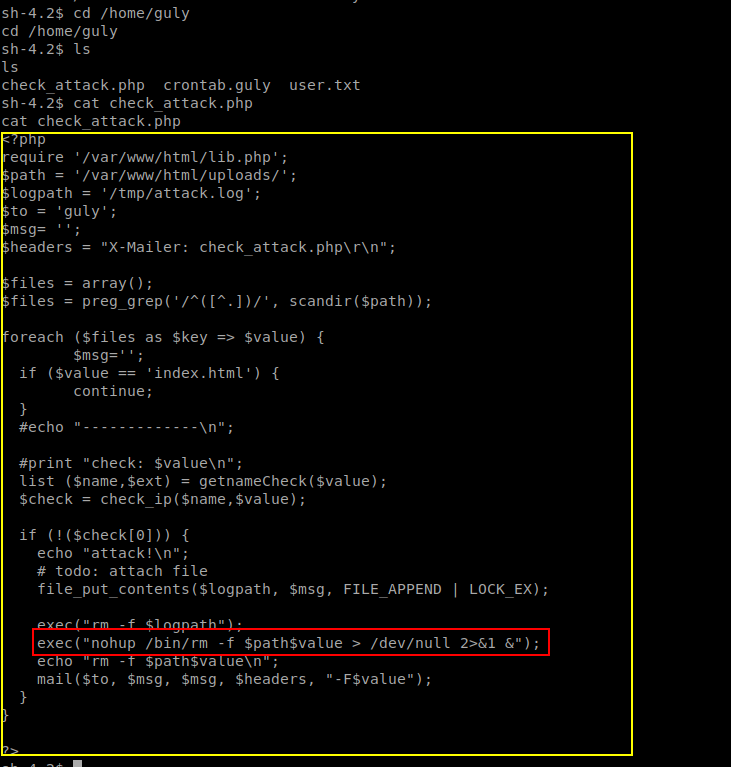 sh-4.2$ cd /home/guly
cd /home/guly
sh-4.2$ ls
ls
check_attack.php  crontab.guly  user.txt
sh-4.2$ cat check_attack.php
cat check_attack.php
<?php
require '/var/www/html/lib.php';
$path = '/var/www/html/uploads/';
$logpath = '/tmp/attack.log';
$to = 'guly';
$msg= '';
$headers = "X-Mailer: check_attack.php\r\n";

$files = array();
$files = preg_grep('/^([^.])/', scandir($path));

foreach ($files as $key => $value) {
        $msg='';
  if ($value == 'index.html') {
        continue;
  }
  #echo "-------------\n";

  #print "check: $value\n";
  list ($name,$ext) = getnameCheck($value);
  $check = check_ip($name,$value);

  if (!($check[0])) {
    echo "attack!\n";
    # todo: attach file
    file_put_contents($logpath, $msg, FILE_APPEND | LOCK_EX);

    exec("rm -f $logpath");
    exec("nohup /bin/rm -f $path$value > /dev/null 2>&1 &");
    echo "rm -f $path$value\n";
    mail($to, $msg, $msg, $headers, "-F$value");
  }
}

?>
sh-4.2$